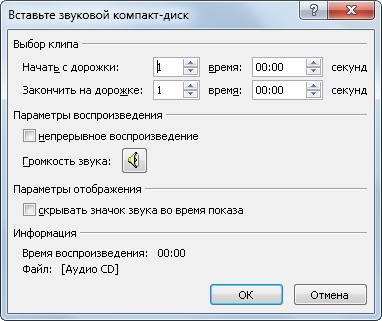 Вставьте звуковой компакт-диск
Выбор клипа
Начать с дорожки: 1 время: 00:00 секунд
Закончить на дорожке: 1 время: 00:00 секунд
Параметры воспроизведения
непрерывное воспроизведение
Громкость звука:
Параметры отображения
скрывать значок звука во время показа
Информация
Время воспроизведения: 00:00
Файл: [Аудио CD]
ОК Отмена